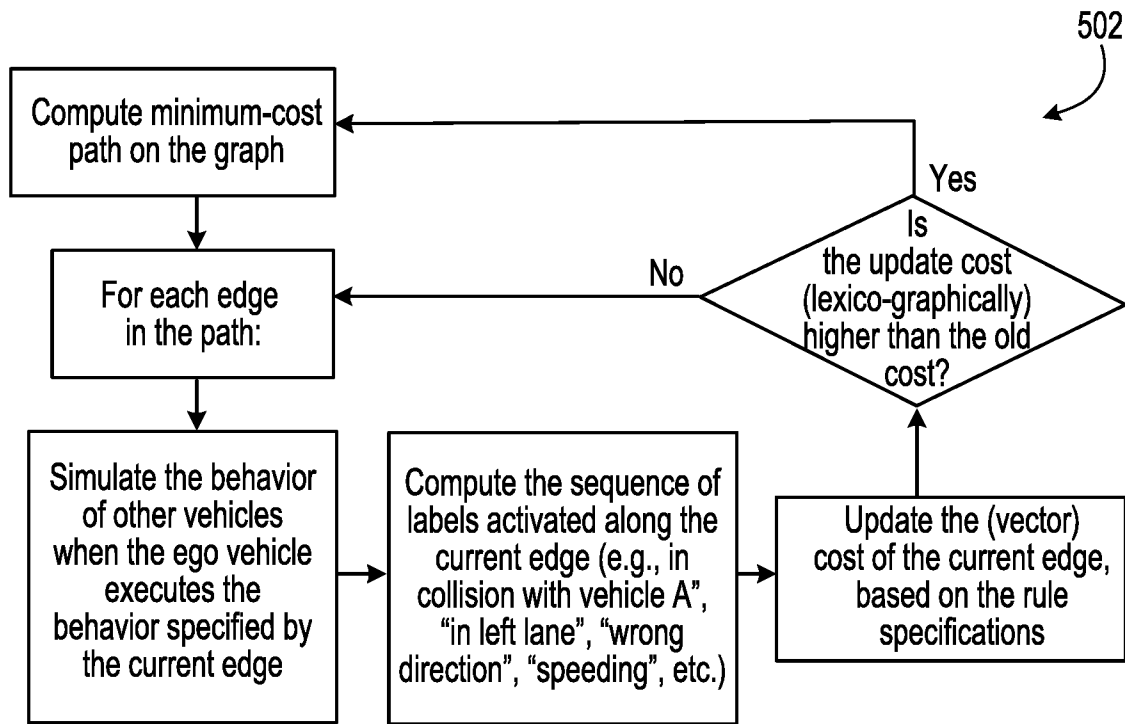 502
Compute minimum-cost
path on the graph
Yes
Is
the update cost
(lexico-graphically)
higher than the old
cost?
No
For each edge
in the path:
Simulate the behavior
of other vehicles
when the ego vehicle
executes the
behavior specified by
the current edge
Compute the sequence of
labels activated along the
current edge (e.g., in
collision with vehicle A”,
“in left lane”, “wrong
direction”, “speeding”, etc.)
Update the (vector)
cost of the current edge,
based on the rule
specifications